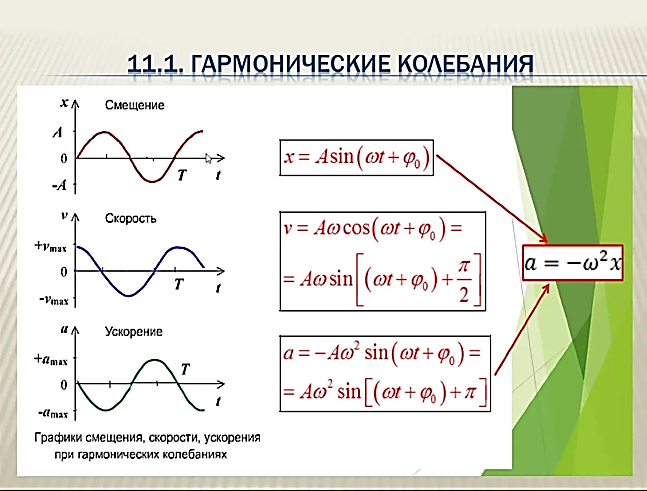 11.1. ГАРМОНИЧЕСКИЕ КОЛЕБАНИЯ
x Смещение
A
0
-A
T t
x = A sin(ωt + φ₀)
v Скорость
+vmax
0
-vmax
T t
v = Aω cos(ωt + φ₀) =
= Aω sin[(ωt + φ₀) + π/2]
a = −ω²x
a Ускорение
+amax
0
-amax
T
t
a = −Aω² sin(ωt + φ₀) =
= Aω² sin[(ωt + φ₀) + π]
Графики смещения, скорости, ускорения
при гармонических колебаниях